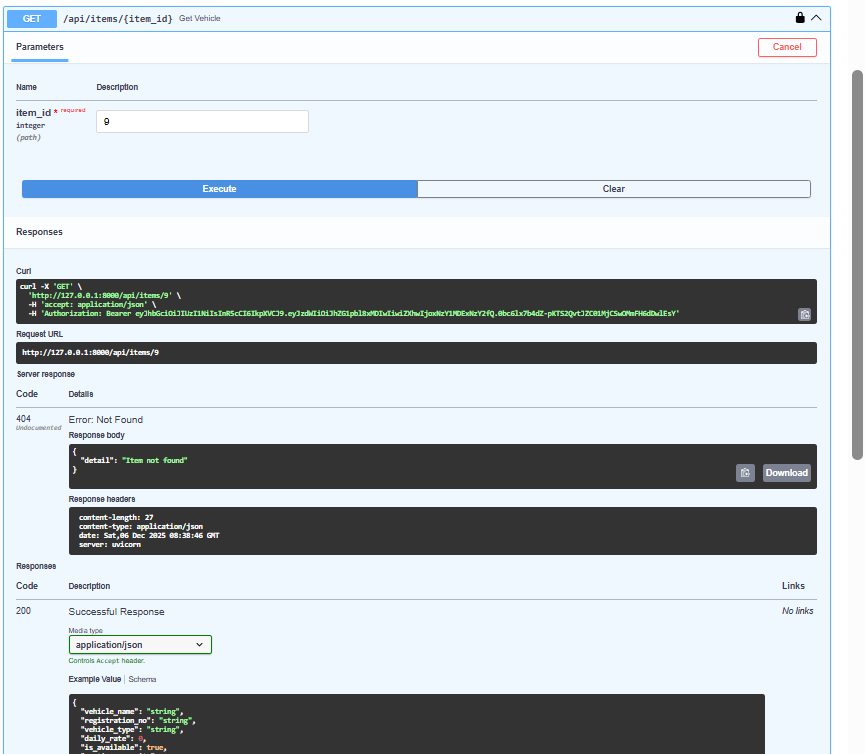 GET /api/items/{item_id} Get Vehicle
Parameters
Cancel
Name Description
item_id * required
integer
(path)
9
Execute Clear
Responses
Curl
curl -X 'GET' \
'http://127.0.0.1:8000/api/items/9' \
-H 'accept: application/json' \
-H 'Authorization: Bearer
Request URL
http://127.0.0.1:8000/api/items/9
Server response
Code Details
404 Error: Not Found
Undocumented
Response body
{
"detail": "Item not found"
}
Download
Response headers
content-length: 27
content-type: application/json
date: Sat,06 Dec 2025 08:38:46 GMT
server: uvicorn
Responses
Code Description Links
200 Successful Response No links
Media type
application/json
Controls Accept header.
Example Value | Schema
{
"vehicle_name": "string",
"registration_no": "string",
"vehicle_type": "string",
"daily_rate": 0,
"is_available": true,